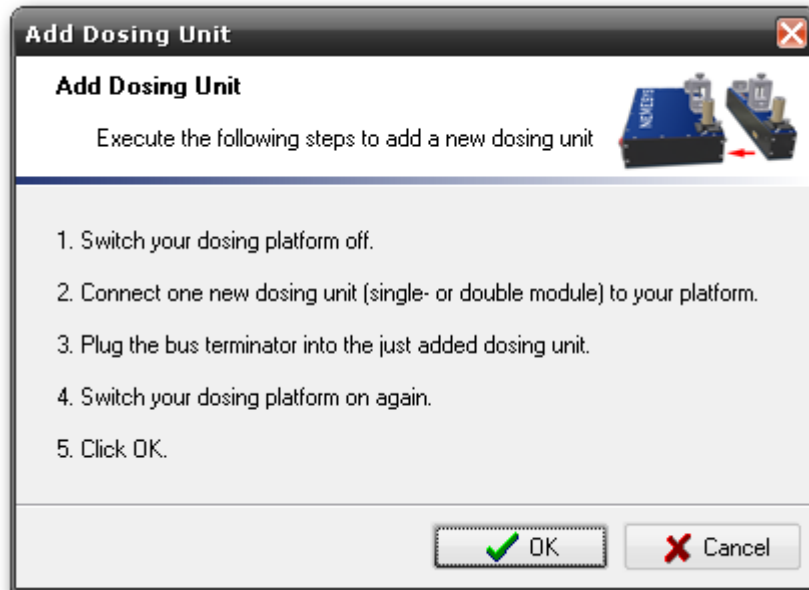 Add Dosing Unit
Add Dosing Unit
Execute the following steps to add a new dosing unit
NEMESYS
1. Switch your dosing platform off.
2. Connect one new dosing unit (single- or double module) to your platform.
3. Plug the bus terminator into the just added dosing unit.
4. Switch your dosing platform on again.
5. Click OK.
OK
Cancel